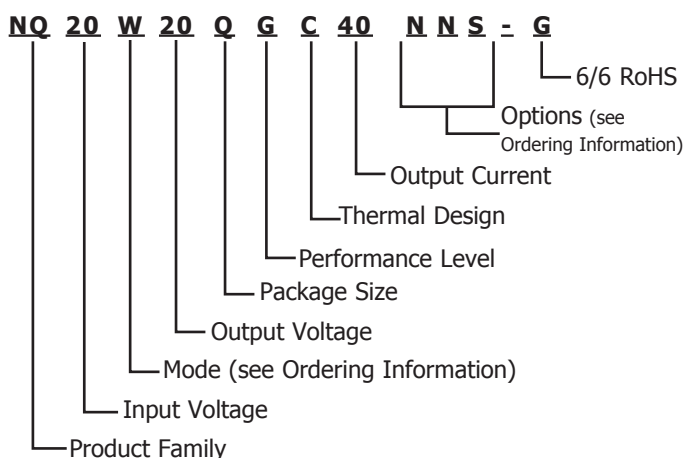 NQ 20 W 20 Q G C 40 N N S - G
6/6 RoHS
Options (see
Ordering Information)
Output Current
Thermal Design
Performance Level
Package Size
Output Voltage
Mode (see Ordering Information)
Input Voltage
Product Family